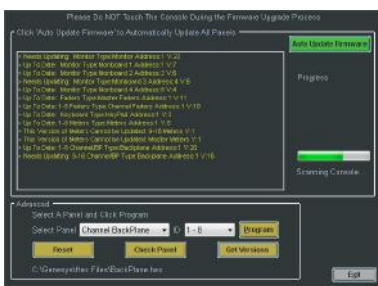 Please Do NOT Touch The Console During the Firmware Upgrade Process
Click 'Auto Update Firmware' to Automatically Update All Panels
Auto Update Firmware
> Needs Updating: Monitor Type:Monitor Address:1 V:23
> Up To Date: Monitor Type:Monboard 1 Address:1 V:7
> Up To Date: Monitor Type:Monboard 2 Address:2 V:6
> Needs Updating: Monitor Type:Monboard 3 Address:4 V:6
> Up To Date: Monitor Type:Monboard 4 Address:8 V:4
> Up To Date: Faders Type:Master Faders Address:1 V:11
> Up To Date: 1-8 Faders Type:Channel Faders Address:1 V:10
> Up To Date: Keyboard Type:HeyPad Address:1 V:3
> Up To Date: 1-8 Meters Type:Meters Address:1 V:6
> This Version of Meters Cannot be Updated: 9-16 Meters V:1
> This Version of Meters Cannot be Updated: Master Meters V:1
> Up To Date: 1-8 Channel/BP Type:Backplane Address:1 V:20
> Needs Updating: 9-16 Channel/BP Type:Backplane Address:1 V:16
Progress
Scanning Console...
Advanced
Select A Panel and Click Program
Select Panel Channel BackPlane ID 1 - 8 Program
Reset Check Panel Get Versions
C:\Genesys\Hex Files\BackPlane.hex
Exit